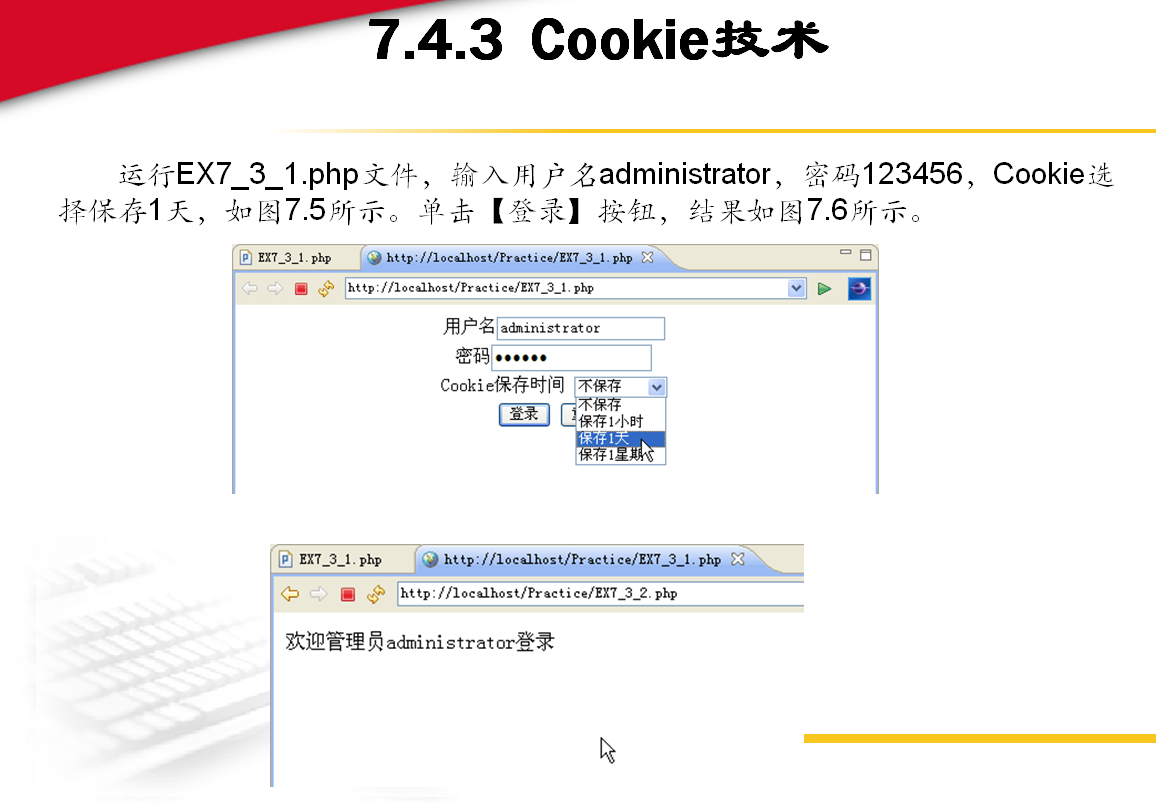 7.4.3 Cookie技术
运行EX7_3_1.php文件，输入用户名administrator，密码123456，Cookie选
择保存1天，如图7.5所示。单击【登录】按钮，结果如图7.6所示。
EX7_3_1.php http://localhost/Practice/EX7_3_1.php
http://localhost/Practice/EX7_3_1.php
用户名 administrator
密码 ●●●●●●
Cookie保存时间 不保存
不保存
登录
保存1小时
保存1天
保存1星期
EX7_3_1.php http://localhost/Practice/EX7_3_1.php
http://localhost/Practice/EX7_3_2.php
欢迎管理员administrator登录